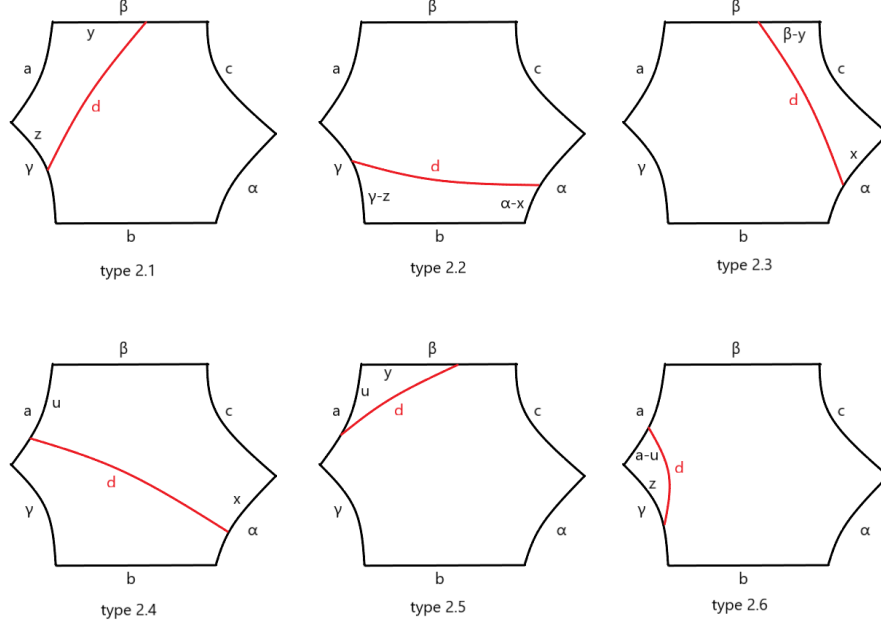 β β β
y β-y
a c a c a c
d d
z d x
γ α γ α γ α
γ-z α-x
b b b
type 2.1 type 2.2 type 2.3
β β β
y
u u
a c a d c a c
a-u d
d x z
γ α γ α γ α
b b b
type 2.4 type 2.5 type 2.6